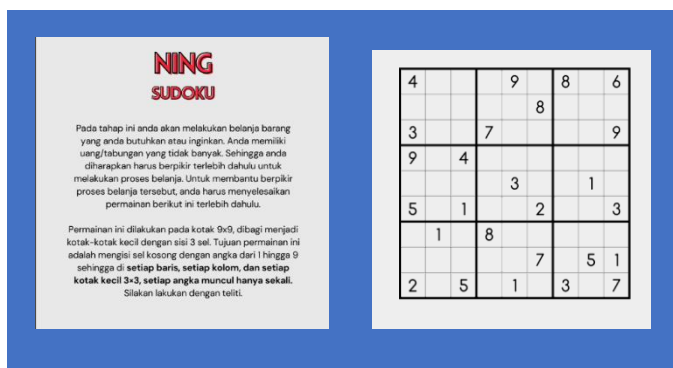 NING
SUDOKU
Pada tahap ini anda akan melakukan belanja barang
yang anda butuhkan atau inginkan. Anda memiliki
uang/tabungan yang tidak banyak. Sehingga anda
diharapkan harus berpikir terlebih dahulu untuk
melakukan proses belanja. Untuk membantu berpikir
proses belanja tersebut, anda harus menyelesaikan
permainan berikut ini terlebih dahulu.
Permainan ini dilakukan pada kotak 9x9, dibagi menjadi
kotak-kotak kecil dengan sisi 3 sel. Tujuan permainan ini
adalah mengisi sel kosong dengan angka dari 1 hingga 9
sehingga di setiap baris, setiap kolom, dan setiap
kotak kecil 3×3, setiap angka muncul hanya sekali.
Silakan lakukan dengan teliti.
4 9 8 6
8
3 7 9
9 4
3 1
5 1 2 3
1 8
7 5 1
2 5 1 3 7